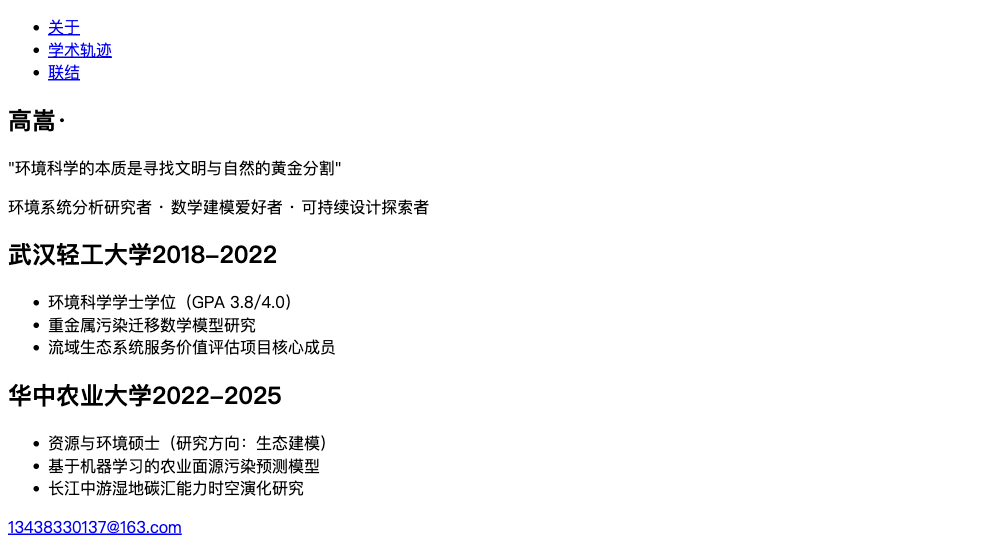 关于
学术轨迹
联结
高嵩·
"环境科学的本质是寻找文明与自然的黄金分割"
环境系统分析研究者 · 数学建模爱好者 · 可持续设计探索者
武汉轻工大学2018–2022
环境科学学士学位（GPA 3.8/4.0）
重金属污染迁移数学模型研究
流域生态系统服务价值评估项目核心成员
华中农业大学2022–2025
资源与环境硕士（研究方向：生态建模）
基于机器学习的农业面源污染预测模型
长江中游湿地碳汇能力时空演化研究
13438330137@163.com